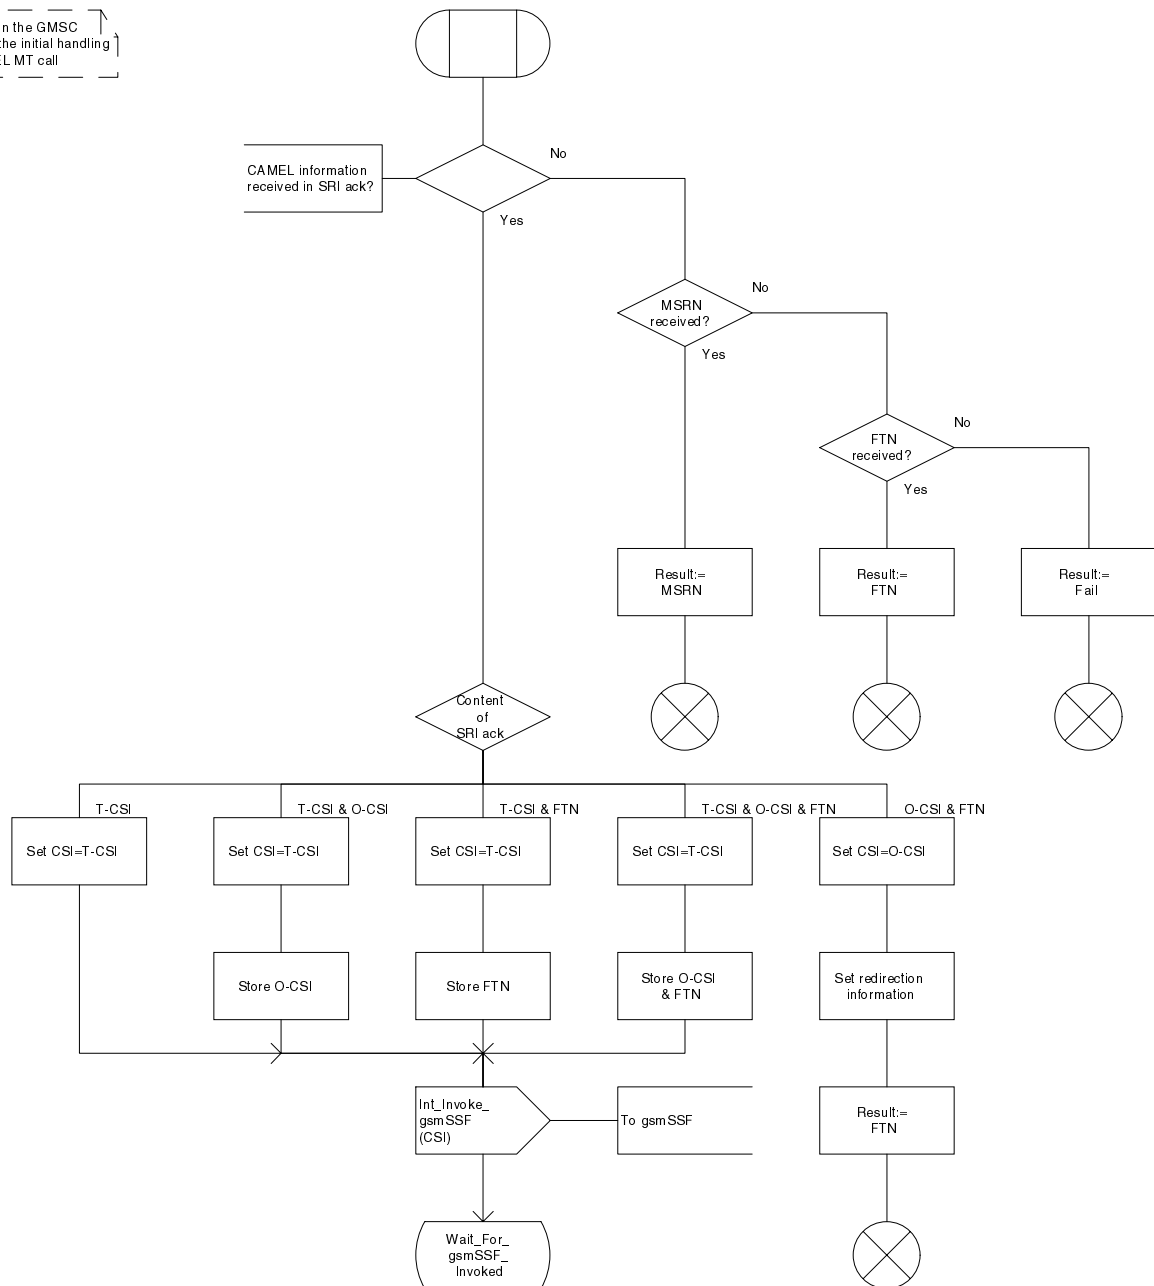 n the GMSC
the initial handling
L MT call
No
CAMEL information
received in SRI ack?
Yes
No
MSRN
received?
Yes
No
FTN
received?
Yes
Result:=
MSRN
Result:=
FTN
Result:=
Fail
Content
of
SRI ack
T-CSI
T-CSI & O-CSI
T-CSI & FTN
T-CSI & O-CSI & FTN
O-CSI & FTN
Set CSI=T-CSI
Set CSI=T-CSI
Set CSI=T-CSI
Set CSI=T-CSI
Set CSI=O-CSI
Store O-CSI
Store FTN
Store O-CSI
& FTN
Set redirection
information
Int_Invoke_
gsmSSF
(CSI)
To gsmSSF
Result:=
FTN
Wait_For_
gsmSSF_
Invoked